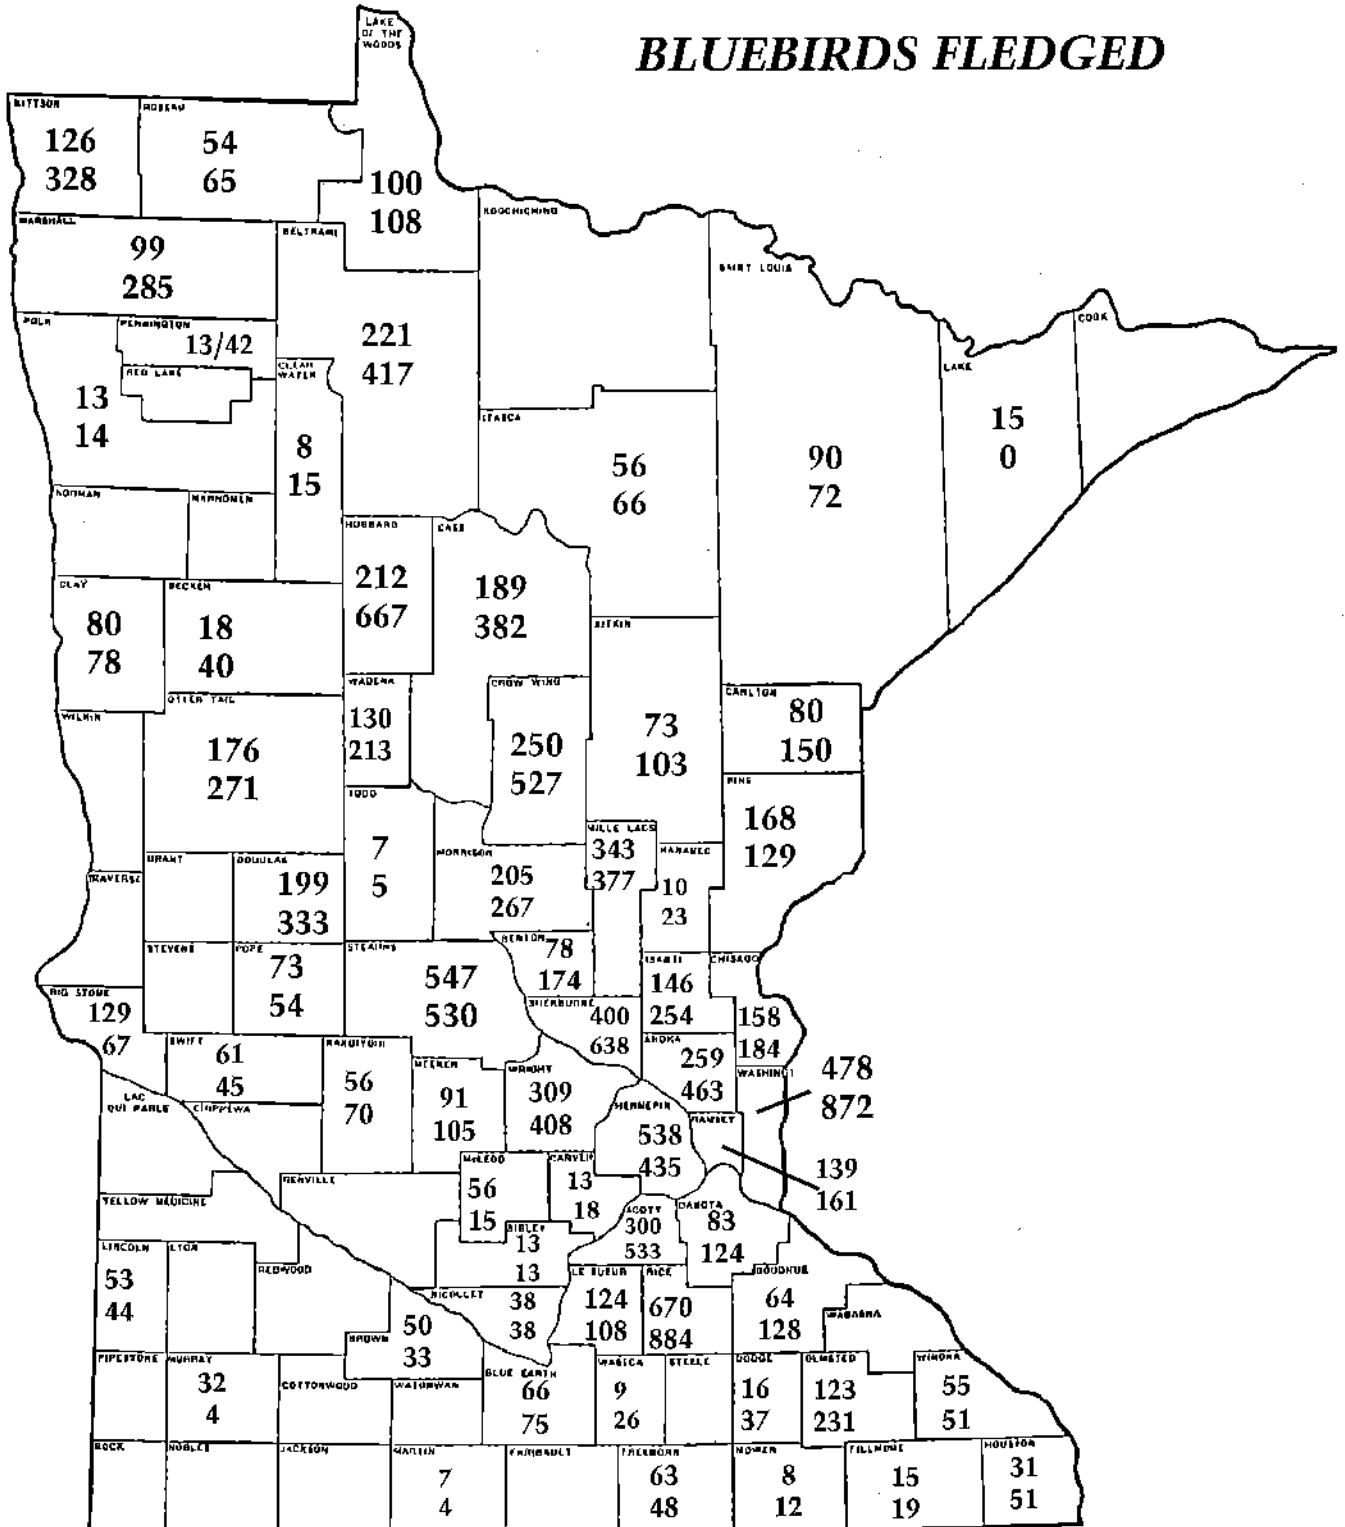 BLUEBIRDS FLEDGED
LAKE
OF THE
WOODS
KITTSON
126
328
ROSEAU
54
65
100
108
KOOCHICHING
MARSHALL
99
285
BELTRAMI
221
417
SAINT LOUIS
90
72
LAKE
15
0
COOK
POLK
13
14
PENNINGTON
13/42
RED LAKE
CLEAR
WATER
8
15
ITASCA
56
66
NORMAN
MAHNOMEN
HUBBARD
212
667
CASS
189
382
CLAY
80
78
BECKER
18
40
AITKIN
73
103
WADENA
130
213
CROW WING
250
527
CARLTON
80
150
WILKIN
OTTER TAIL
176
271
PINE
168
129
TODD
7
5
MORRISON
205
267
MILLE LACS
343
377
KANABEC
10
23
GRANT
DOUGLAS
199
333
TRAVERSE
STEVENS
POPE
73
54
STEARNS
547
530
BENTON
78
174
ISANTI
146
254
CHISAGO
158
184
BIG STONE
129
67
SHERBURNE
400
638
SWIFT
61
45
KANDIYOHI
56
70
MEEKER
91
105
WRIGHT
309
408
ANOKA
259
463
WASHINGT
478
872
LAC
QUI PARLE
CHIPPEWA
HENNEPIN
538
435
RAMSEY
139
161
RENVILLE
McLEOD
56
15
CARVER
13
18
YELLOW MEDICINE
SCOTT
300
533
DAKOTA
83
124
SIBLEY
13
13
LINCOLN
53
44
LYON
REDWOOD
LE SUEUR
124
108
RICE
670
884
GOODHUE
64
128
NICOLLET
38
38
WABASHA
BROWN
50
33
PIPESTONE
MURRAY
32
4
COTTONWOOD
WATONWAN
BLUE EARTH
66
75
WASECA
9
26
STEELE
DODGE
16
37
OLMSTED
123
231
WINONA
55
51
ROCK
NOBLES
JACKSON
MARTIN
7
4
FARIBAULT
FREEBORN
63
48
MOWER
8
12
FILLMORE
15
19
HOUSTON
31
51